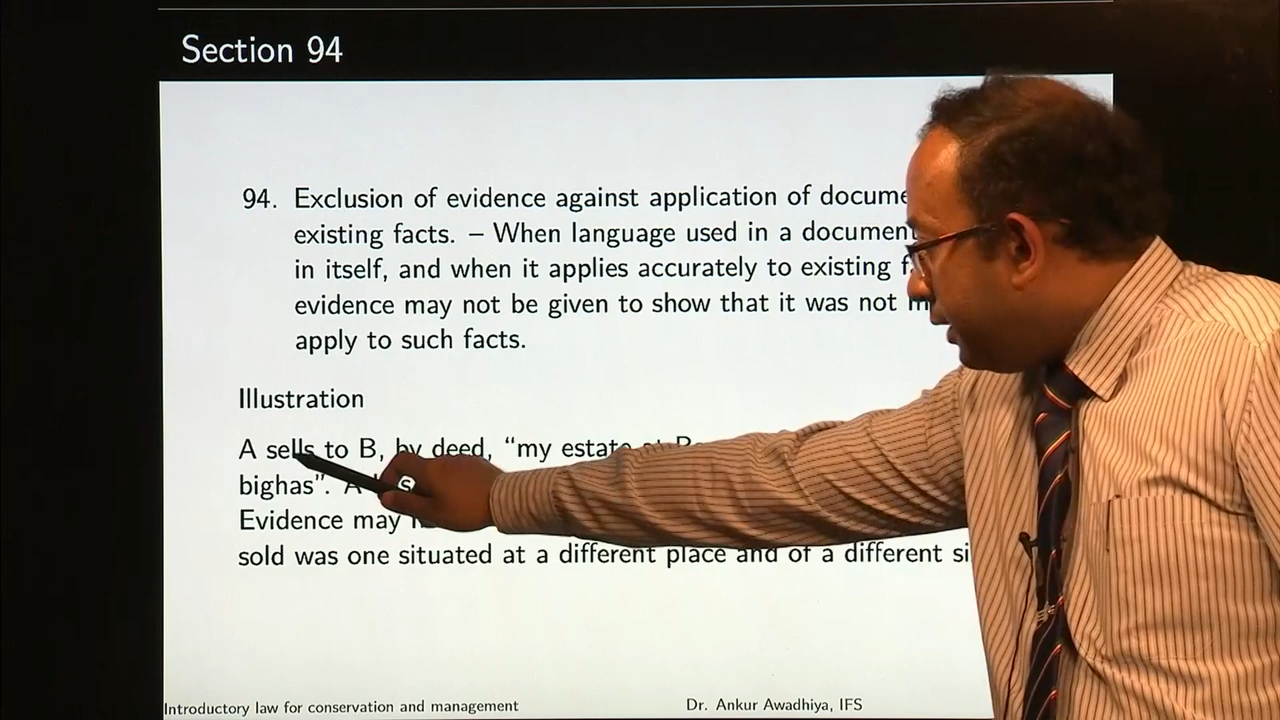 Section 94
94. Exclusion of evidence against application of
existing facts. – When language used in a document
in itself, and when it applies accurately to existing
evidence may not be given to show that it was not
apply to such facts.
Illustration
A sells to B, by deed, “my
bighas”. A
Evidence may
sold was one situated at a different place and of a different
Introductory law for conservation and management
Dr. Ankur Awadhiya, IFS